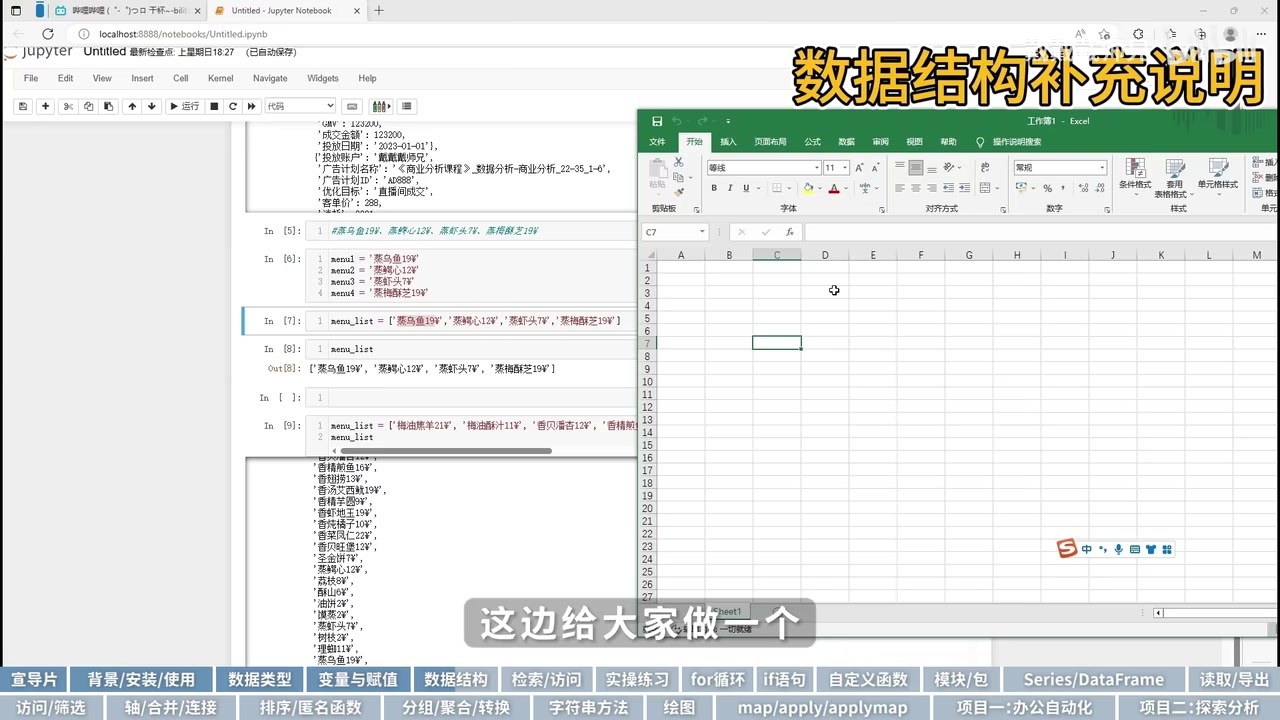 哔哩哔哩 (゜-゜)つロ 干杯~-bili
Untitled - Jupyter Notebook
localhost:8888/notebooks/Untitled.ipynb
数据结构补充说明
jupyter Untitled 最新检查点: 上星期日18:27 (已自动保存)
File Edit View Insert Cell Kernel Navigate Widgets Help
运行 代码
'GMV': 123200,
'成交金额': 123200,
'投放日期': '2023-01-01'},
{'投放账户': '戴戴戴师兄',
'广告计划名称': '《商业分析课程》_数据分析-商业分析_22-35_1-6',
'广告计划ID': 'AD888',
'优化目标': '直播间成交',
'客单价': 288,
In [5]: 1 #蒸乌鱼19¥、蒸鳄心12¥、蒸虾头7¥、蒸梅酥芝19¥
In [6]: 1 menu1 = '蒸乌鱼19¥'
2 menu2 = '蒸鳄心12¥'
3 menu3 = '蒸虾头7¥'
4 menu4 = '蒸梅酥芝19¥'
In [7]: 1 menu_list = ['蒸乌鱼19¥','蒸鳄心12¥','蒸虾头7¥','蒸梅酥芝19¥']
In [8]: 1 menu_list
Out[8]: ['蒸乌鱼19¥', '蒸鳄心12¥', '蒸虾头7¥', '蒸梅酥芝19¥']
In [ ]: 1
In [9]: 1 menu_list = ['梅油焦羊21¥', '梅油酥汁11¥', '香贝潘杏12¥', '香精煎鱼
2 menu_list
'香精煎鱼16¥',
'香翅捞13¥',
'香汤艾西鱿19¥',
'香精芋圆9¥',
'香虾地玉19¥',
'香炖橘子10¥',
'香菜凤仁22¥',
'香贝旺堡12¥',
'圣金饼7¥',
'蒸鳄心12¥',
'荔枝8¥',
'酥山6¥',
'油饼2¥',
'馍蒸2¥',
'蒸虾头7¥',
'树枝2¥',
'理蜘11¥',
'蒸乌鱼19¥',
工作簿1 - Excel
文件 开始 插入 页面布局 公式 数据 审阅 视图 帮助 操作说明搜索
粘贴 等线 11 常规 条件格式 套用 表格格式 单元格样式
B I U A %
剪贴板 字体 对齐方式 数字 样式 单元
C7 fx
A B C D E F G H I J K L M
1
2
3
4
5
6
7
8
9
10
11
12
13
14
15
16
17
18
19
20
21
22
23
24
25
26
27
中
Sheet1
这边给大家做一个
宣导片 背景/安装/使用 数据类型 变量与赋值 数据结构 检索/访问 实操练习 for循环 if语句 自定义函数 模块/包 Series/DataFrame 读取/导出
访问/筛选 轴/合并/连接 排序/匿名函数 分组/聚合/转换 字符串方法 绘图 map/apply/applymap 项目一:办公自动化 项目二:探索分析